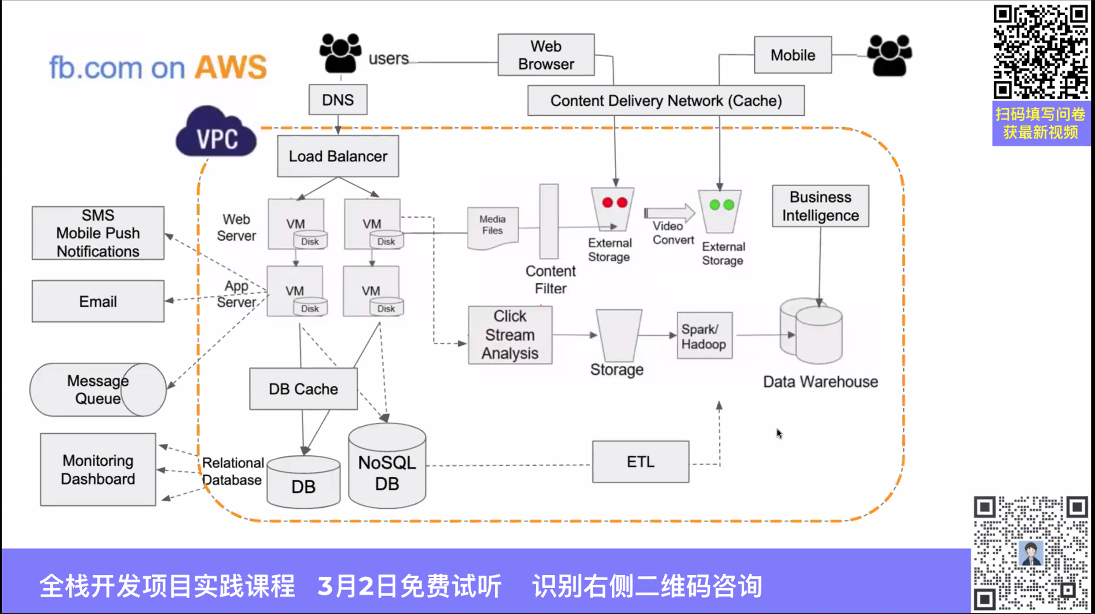 fb.com on AWS
users
Web
Browser
Mobile
扫码填写问卷
获最新视频
DNS
Content Delivery Network (Cache)
VPC
Load Balancer
Web
Server
VM
Disk
VM
Disk
Media
Files
Content
Filter
External
Storage
Video
Convert
External
Storage
Business
Intelligence
SMS
Mobile Push
Notifications
App
Server
VM
Disk
VM
Disk
Email
Click
Stream
Analysis
Storage
Spark/
Hadoop
Data Warehouse
Message
Queue
DB Cache
Monitoring
Dashboard
Relational
Database
DB
NoSQL
DB
ETL
全栈开发项目实践课程 3月2日免费试听 识别右侧二维码咨询